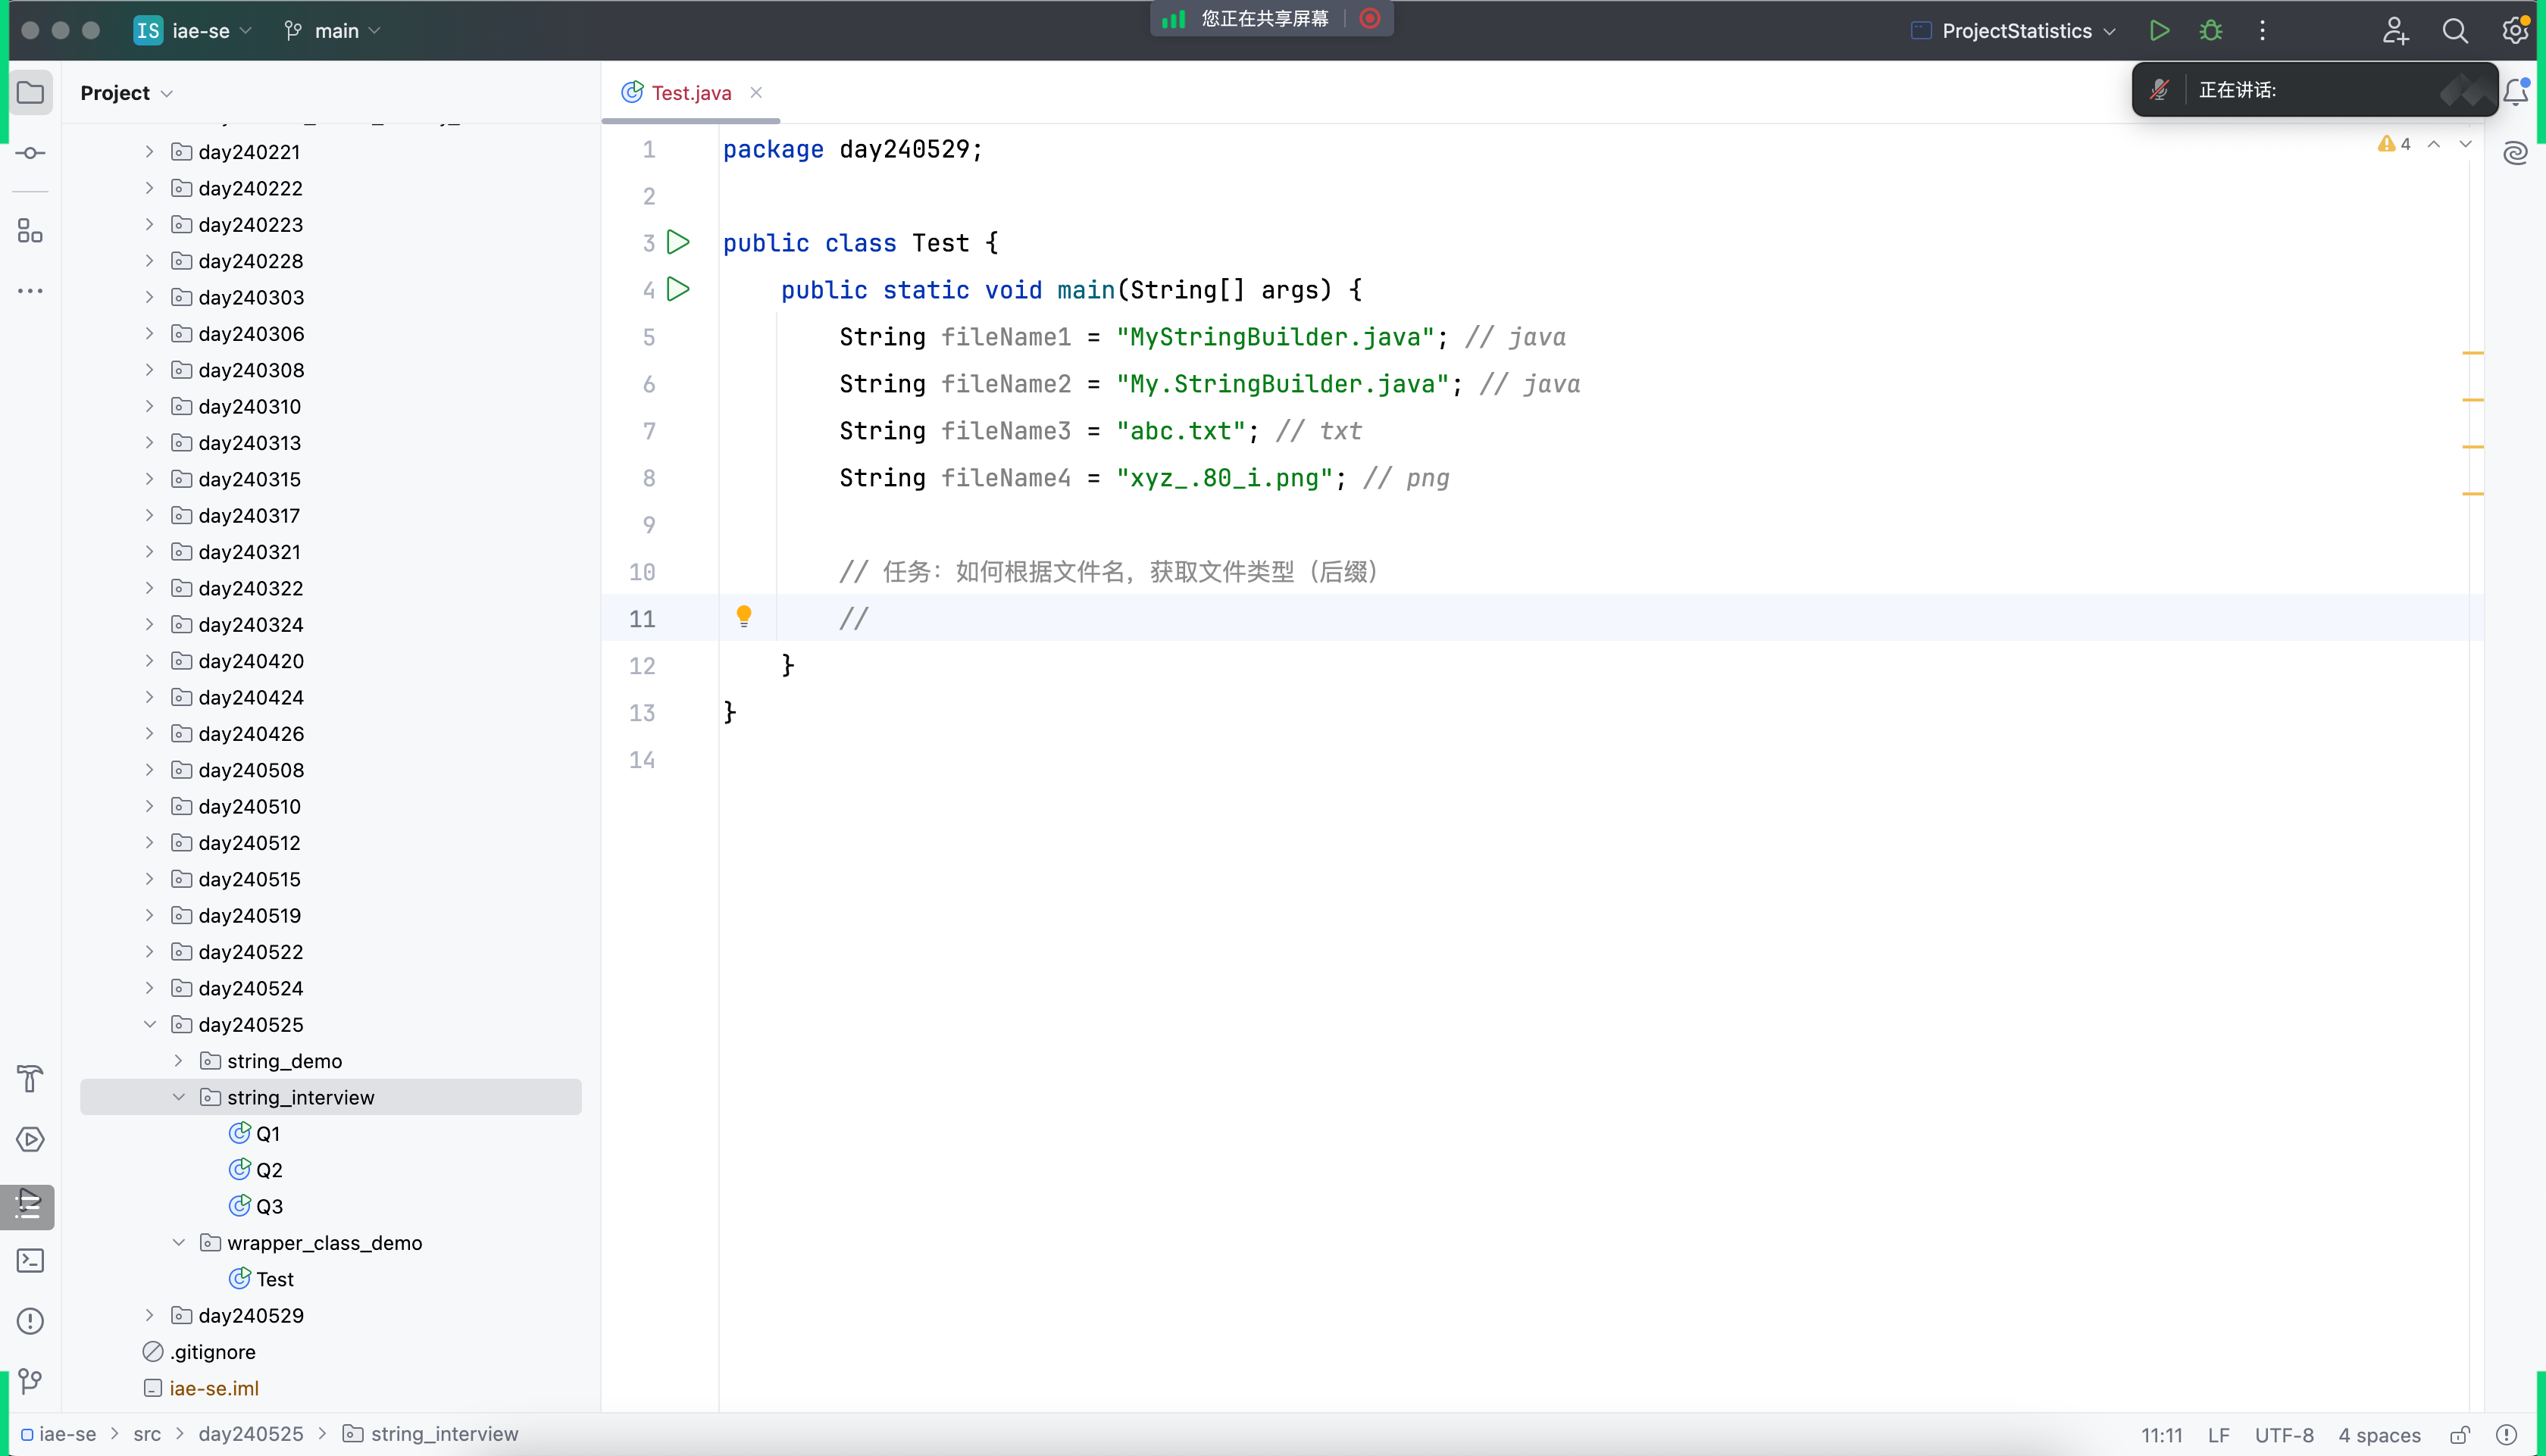 IS iae-se main
您正在共享屏幕
ProjectStatistics
正在讲话:
Project
day240221
day240222
day240223
day240228
day240303
day240306
day240308
day240310
day240313
day240315
day240317
day240321
day240322
day240324
day240420
day240424
day240426
day240508
day240510
day240512
day240515
day240519
day240522
day240524
day240525
string_demo
string_interview
Q1
Q2
Q3
wrapper_class_demo
Test
day240529
.gitignore
iae-se.iml
Test.java
4
1 package day240529;
2
3 public class Test {
4 public static void main(String[] args) {
5 String fileName1 = "MyStringBuilder.java"; // java
6 String fileName2 = "My.StringBuilder.java"; // java
7 String fileName3 = "abc.txt"; // txt
8 String fileName4 = "xyz_.80_i.png"; // png
9
10 // 任务：如何根据文件名，获取文件类型（后缀）
11 //
12 }
13 }
14
iae-se > src > day240525 > string_interview
11:11 LF UTF-8 4 spaces